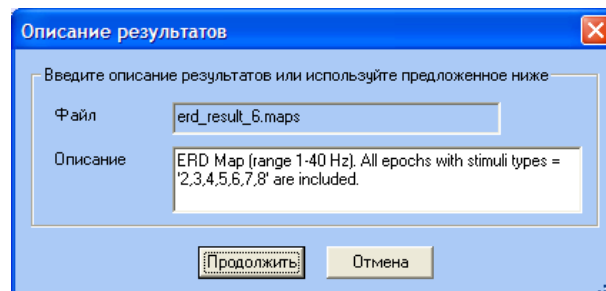 Описание результатов
Введите описание результатов или используйте предложенное ниже
Файл
erd_result_6.maps
Описание
ERD Map (range 1-40 Hz). All epochs with stimuli types =
'2,3,4,5,6,7,8' are included.
Продолжить
Отмена